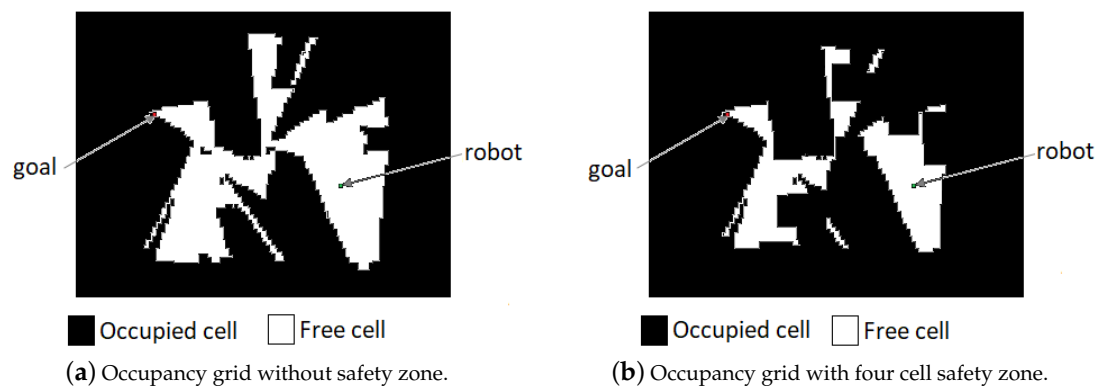 goal
robot
goal
robot
Occupied cell
Free cell
Occupied cell
Free cell
(a) Occupancy grid without safety zone.
(b) Occupancy grid with four cell safety zone.